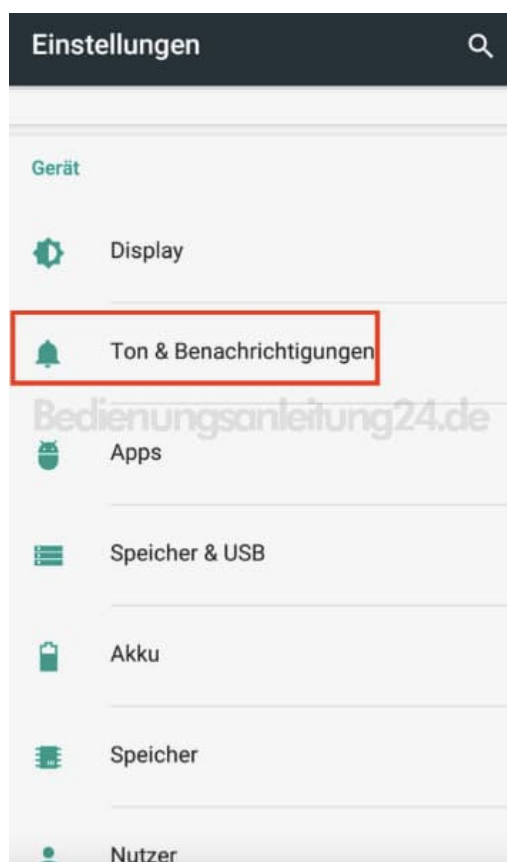 Einstellungen
Gerät
Display
Ton & Benachrichtigungen
Bedienungsanleitung24.de
Apps
Speicher & USB
Akku
Speicher
Nutzer